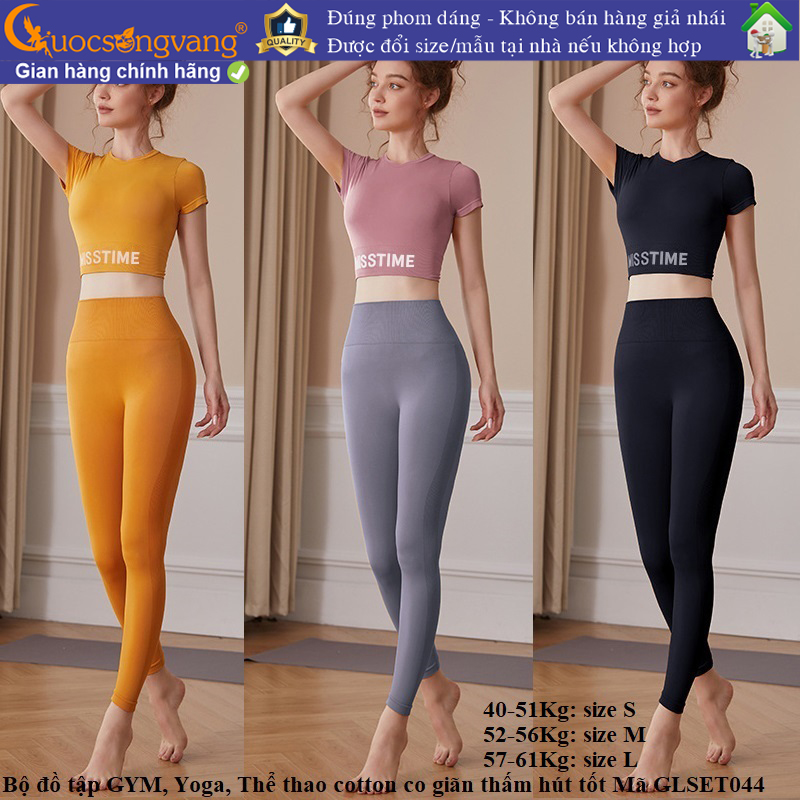 Cuocsongvang®
Gian hàng chính hãng
QUALITY
Đúng phom dáng - Không bán hàng giả nhái
Được đổi size/mẫu tại nhà nếu không hợp
MISSTIME
MISSTIME
MISSTIME
40-51Kg: size S
52-56Kg: size M
57-61Kg: size L
Bộ đồ tập GYM, Yoga, Thể thao cotton co giãn thấm hút tốt Mã GLSET044